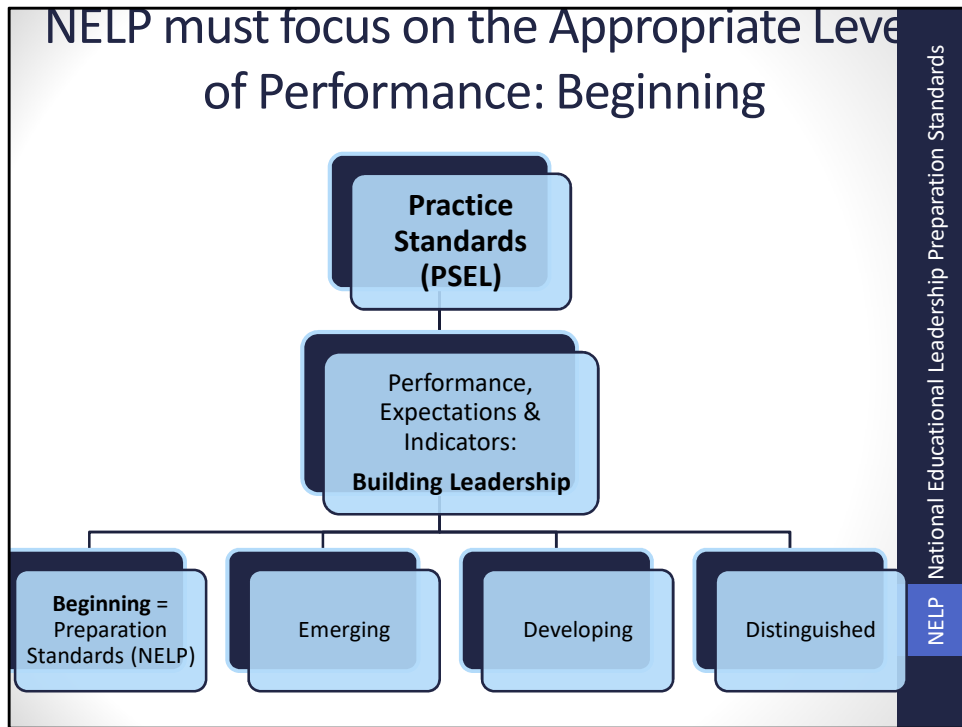 NELP must focus on the Appropriate Leve
of Performance: Beginning
Practice
Standards
(PSEL)
Performance,
Expectations &
Indicators:
Building Leadership
Beginning =
Preparation
Standards (NELP)
Emerging
Developing
Distinguished
NELP National Educational Leadership Preparation Standards